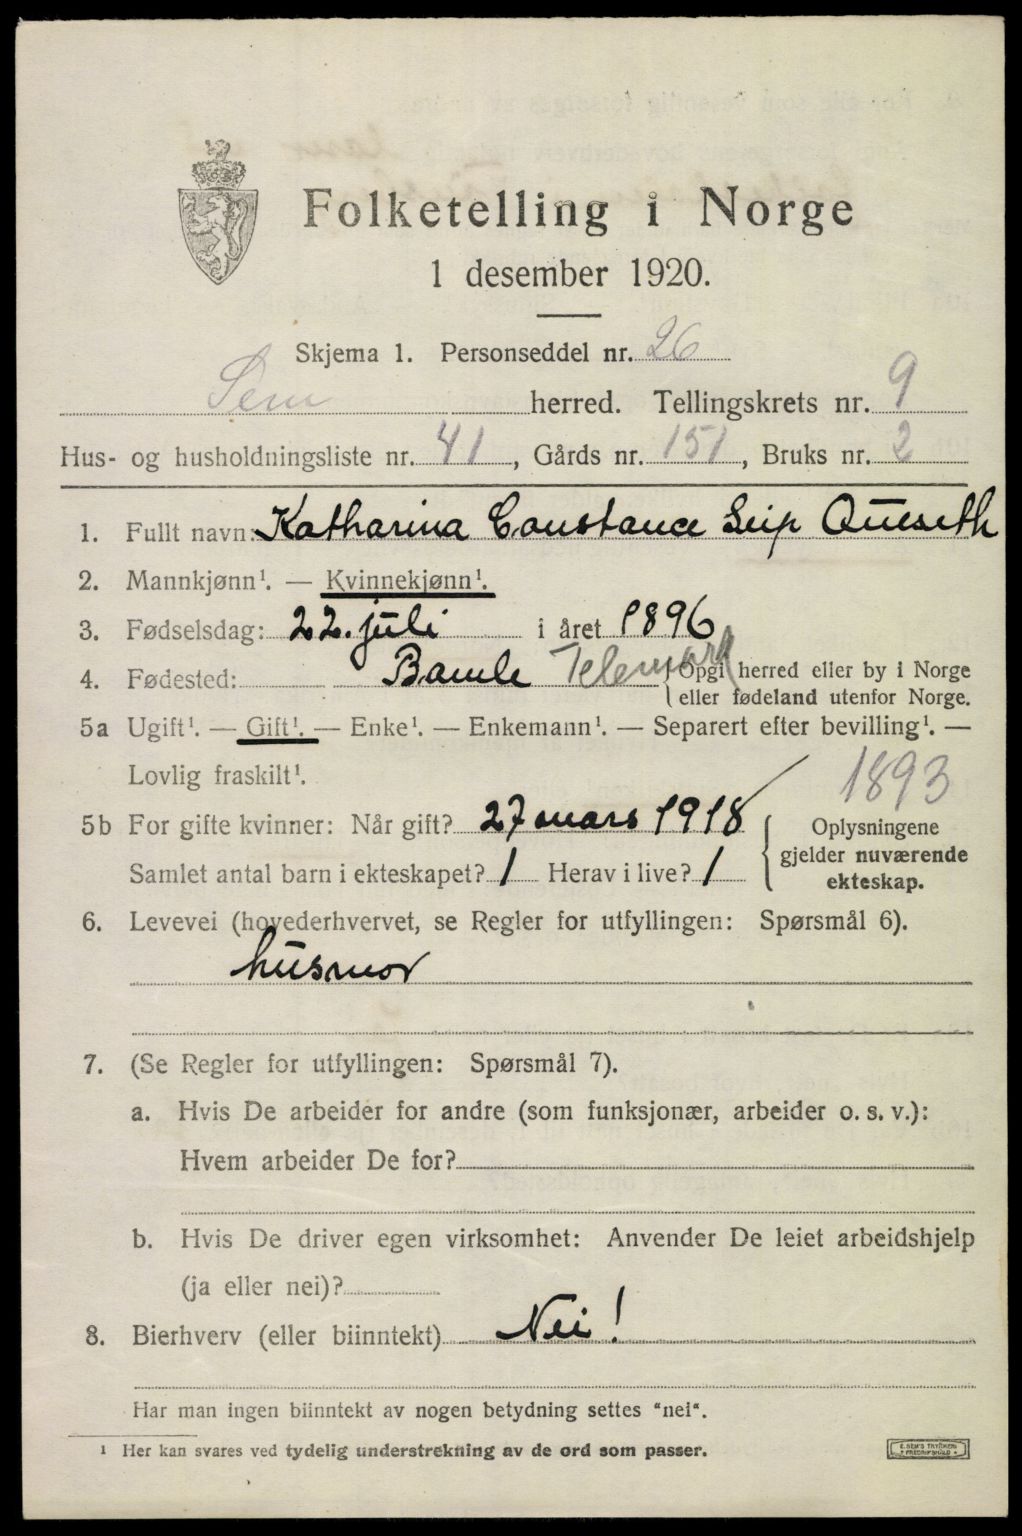 Folketelling i Norge
1 desember 1920.
Skjema 1. Personseddel nr. 26
Sem herred. Tellingskrets nr. 9
Hus- og husholdningsliste nr. 41, Gårds nr. 151, Bruks nr. 2
1. Fullt navn: Katharina Constance Seip Queseth
2. Mannkjønn¹. — Kvinnekjønn¹.
3. Fødselsdag: 22. juli i året 1896
4. Fødested: Bamle Telemark {Opgi herred eller by i Norge
eller fødeland utenfor Norge.
5a Ugift¹. — Gift¹. — Enke¹. — Enkemann¹. — Separert efter bevilling¹. —
Lovlig fraskilt¹.
1893
5b For gifte kvinner: Når gift? 27 mars 1918
Samlet antal barn i ekteskapet? 1 Herav i live? 1
{Oplysningene
gjelder nuværende
ekteskap.
6. Levevei (hovederhvervet, se Regler for utfyllingen: Spørsmål 6).
husmor
7. (Se Regler for utfyllingen: Spørsmål 7).
a. Hvis De arbeider for andre (som funksjonær, arbeider o. s. v.):
Hvem arbeider De for?
b. Hvis De driver egen virksomhet: Anvender De leiet arbeidshjelp
(ja eller nei)?
8. Bierhverv (eller biinntekt) Nei!
Har man ingen biinntekt av nogen betydning settes "nei".
¹ Her kan svares ved tydelig understrekning av de ord som passer.
E. SEM'S TRYKKERI
FREDRIKSHALD